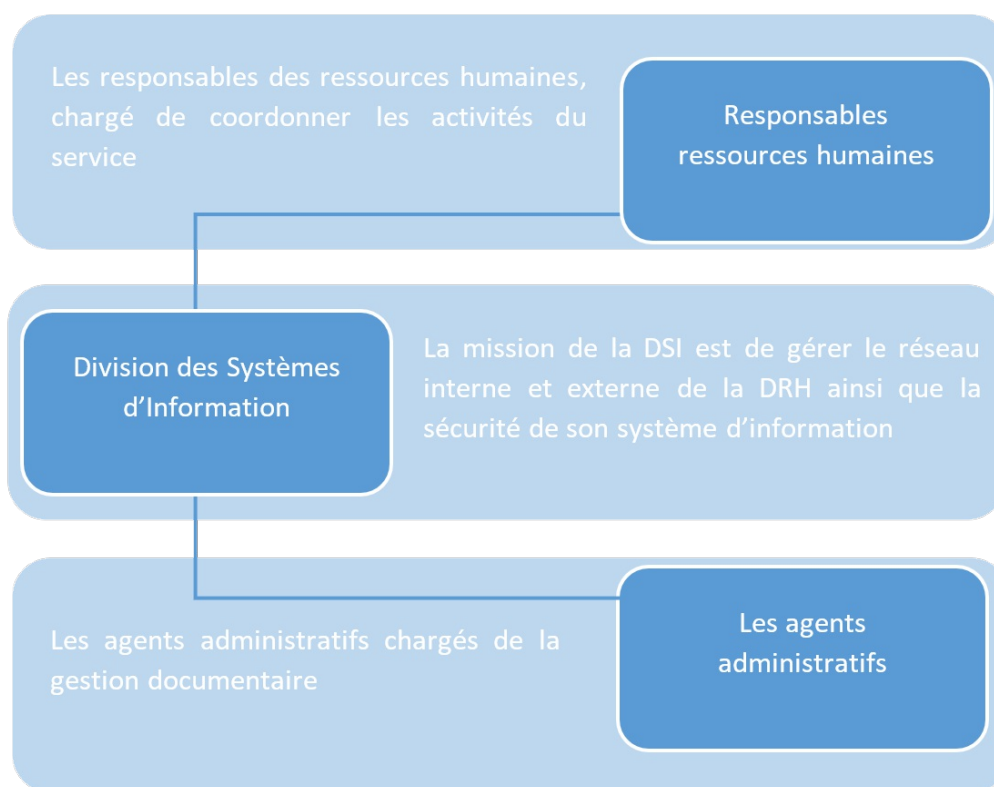 Les responsables des ressources humaines,
chargé de coordonner les activités du
service
Responsables
ressources humaines
Division des Systèmes
d'Information
La mission de la DSI est de gérer le réseau
interne et externe de la DRH ainsi que la
sécurité de son système d'information
Les agents administratifs chargés de la
gestion documentaire
Les agents
administratifs